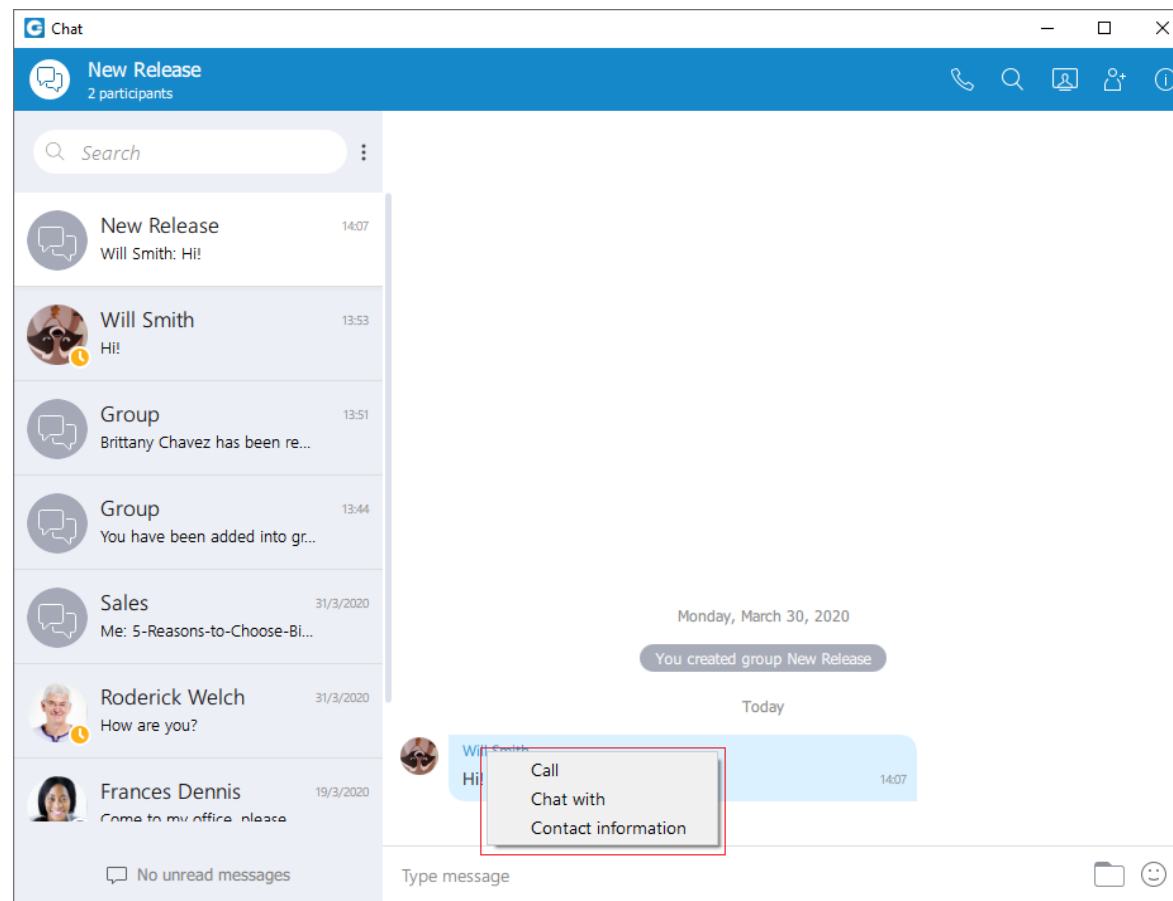 Chat
New Release
2 participants
Search
New Release 14:07
Will Smith: Hi!
Will Smith 13:53
Hi!
Group 13:51
Brittany Chavez has been re...
Group 13:44
You have been added into gr...
Sales 31/3/2020
Me: 5-Reasons-to-Choose-Bi...
Roderick Welch 31/3/2020
How are you?
Frances Dennis 19/3/2020
Come to my office, please
No unread messages
Monday, March 30, 2020
You created group New Release
Today
Will Smith
Hi! 14:07
Call
Chat with
Contact information
Type message